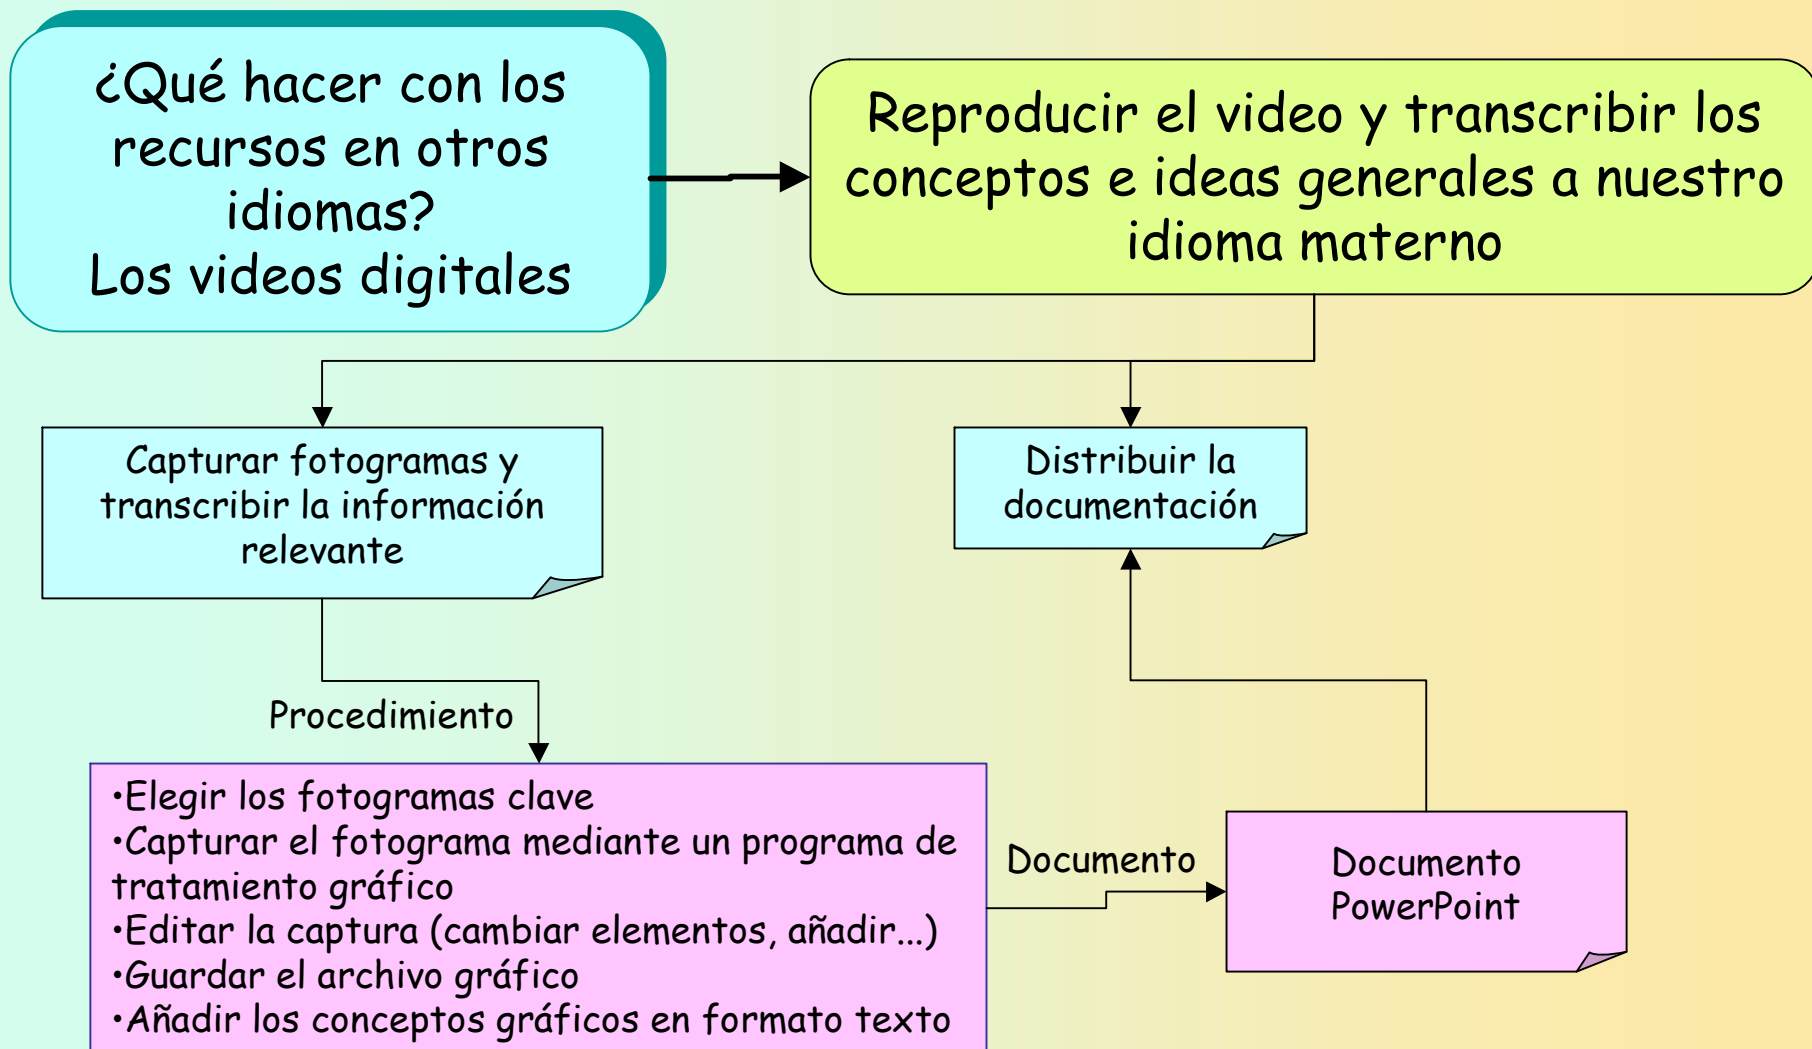 ¿Qué hacer con los
recursos en otros
idiomas?
Los videos digitales
Reproducir el video y transcribir los
conceptos e ideas generales a nuestro
idioma materno
Capturar fotogramas y
transcribir la información
relevante
Distribuir la
documentación
Procedimiento
•Elegir los fotogramas clave
•Capturar el fotograma mediante un programa de
tratamiento gráfico
•Editar la captura (cambiar elementos, añadir...)
•Guardar el archivo gráfico
•Añadir los conceptos gráficos en formato texto
Documento
Documento
PowerPoint